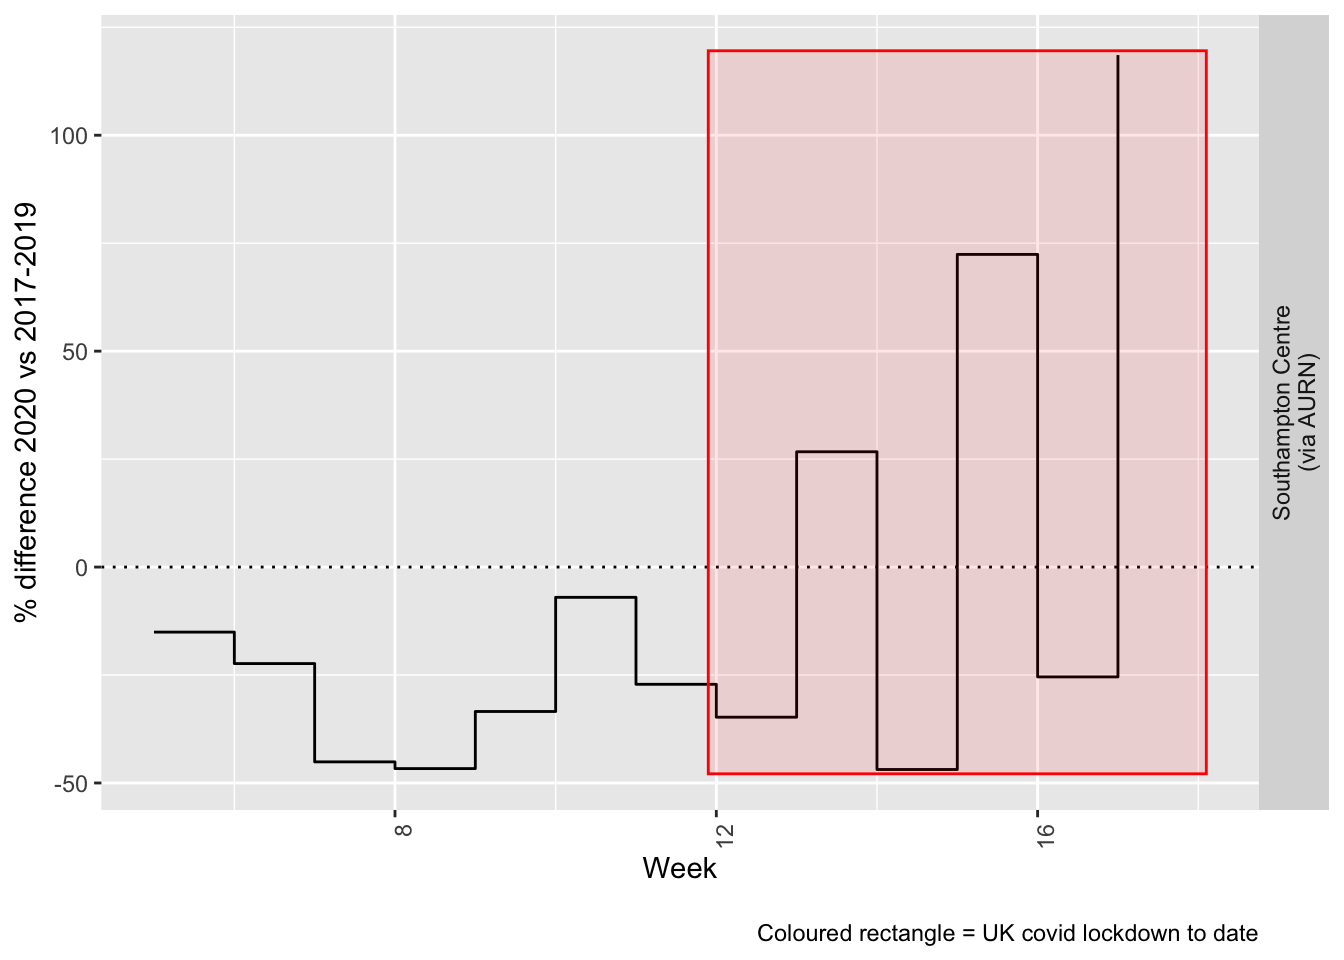 % difference 2020 vs 2017-2019
100
50
0
-50
8
12
16
Week
Southampton Centre
(via AURN)
Coloured rectangle = UK covid lockdown to date